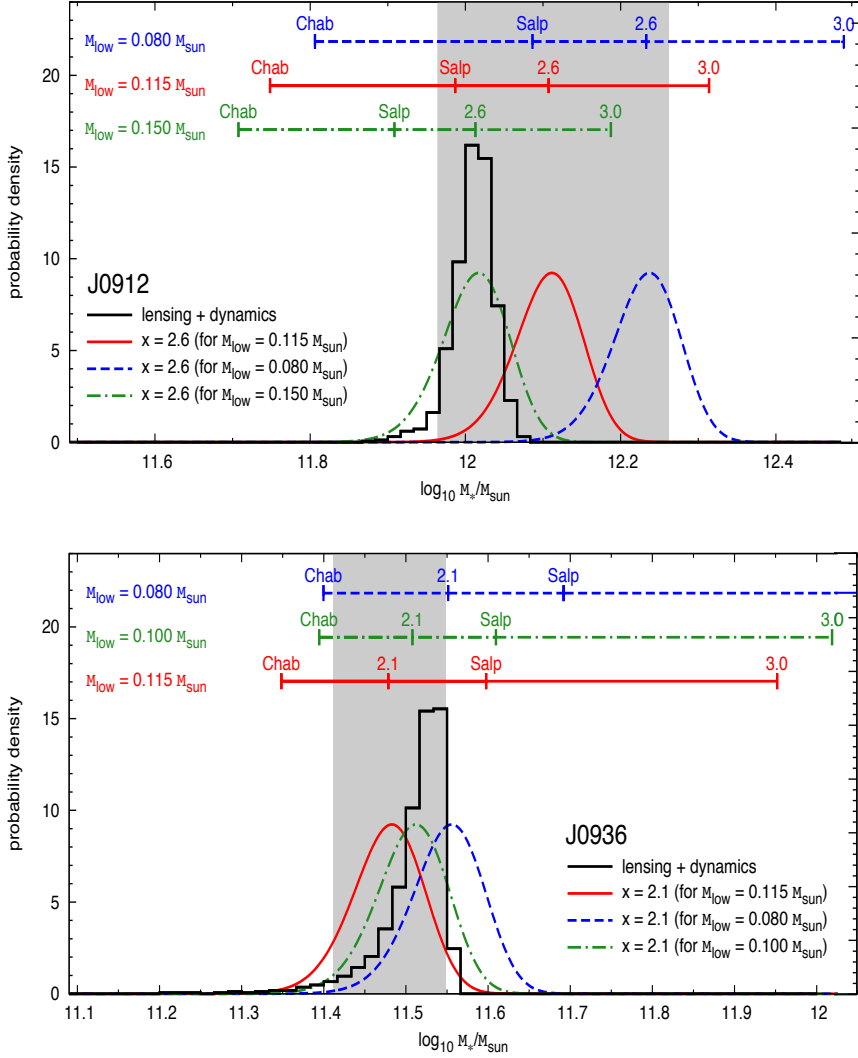 Chab Salp 2.6 3.0
M_low = 0.080 M_sun
Chab Salp 2.6 3.0
M_low = 0.115 M_sun
Chab Salp 2.6 3.0
M_low = 0.150 M_sun
20
15
10
5
0
probability density
J0912
lensing + dynamics
x = 2.6 (for M_low = 0.115 M_sun)
x = 2.6 (for M_low = 0.080 M_sun)
x = 2.6 (for M_low = 0.150 M_sun)
11.6 11.8 12 12.2 12.4
log_10 M_*/M_sun
Chab 2.1 Salp
M_low = 0.080 M_sun
Chab 2.1 Salp 3.0
M_low = 0.100 M_sun
Chab 2.1 Salp 3.0
M_low = 0.115 M_sun
20
15
10
5
0
probability density
J0936
lensing + dynamics
x = 2.1 (for M_low = 0.115 M_sun)
x = 2.1 (for M_low = 0.080 M_sun)
x = 2.1 (for M_low = 0.100 M_sun)
11.1 11.2 11.3 11.4 11.5 11.6 11.7 11.8 11.9 12
log_10 M_*/M_sun